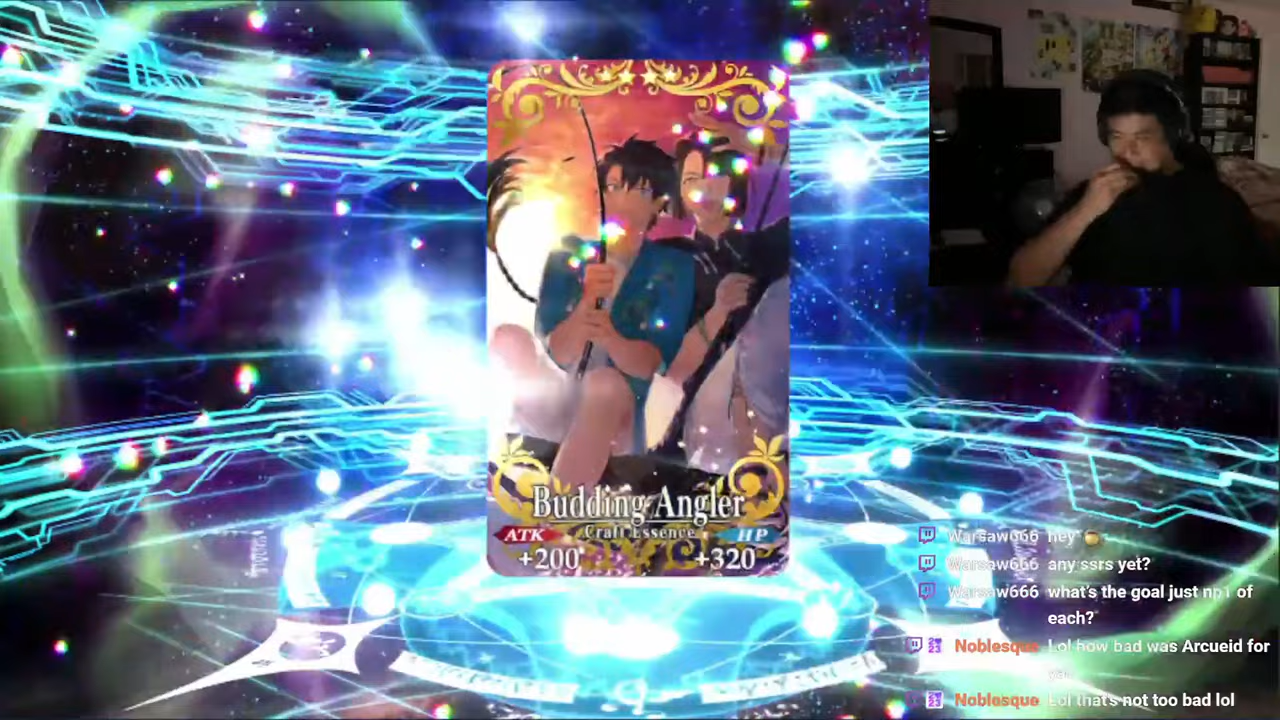 Budding Angler
Craft Essence
ATK
HP
+200
+320
Warsaw666 hey
Warsaw666 any ssrs yet?
Warsaw666 what's the goal just np1 of
each?
Noblesque Lol how bad was Arcueid for
Noblesque Lol that's not too bad lol